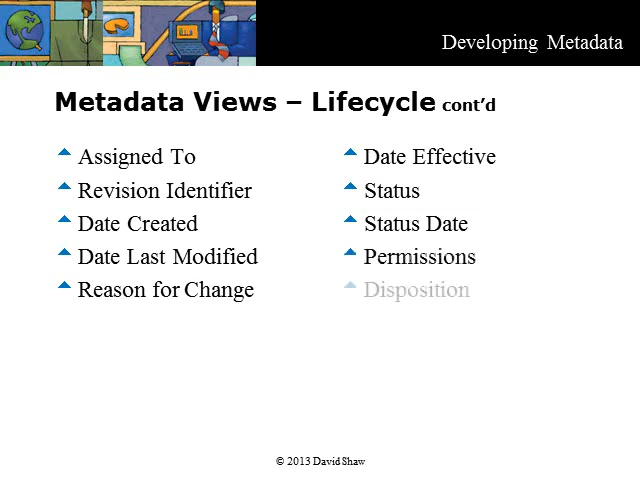 Developing Metadata
Metadata Views – Lifecycle cont’d
Assigned To
Revision Identifier
Date Created
Date Last Modified
Reason for Change
Date Effective
Status
Status Date
Permissions
Disposition
© 2013 David Shaw